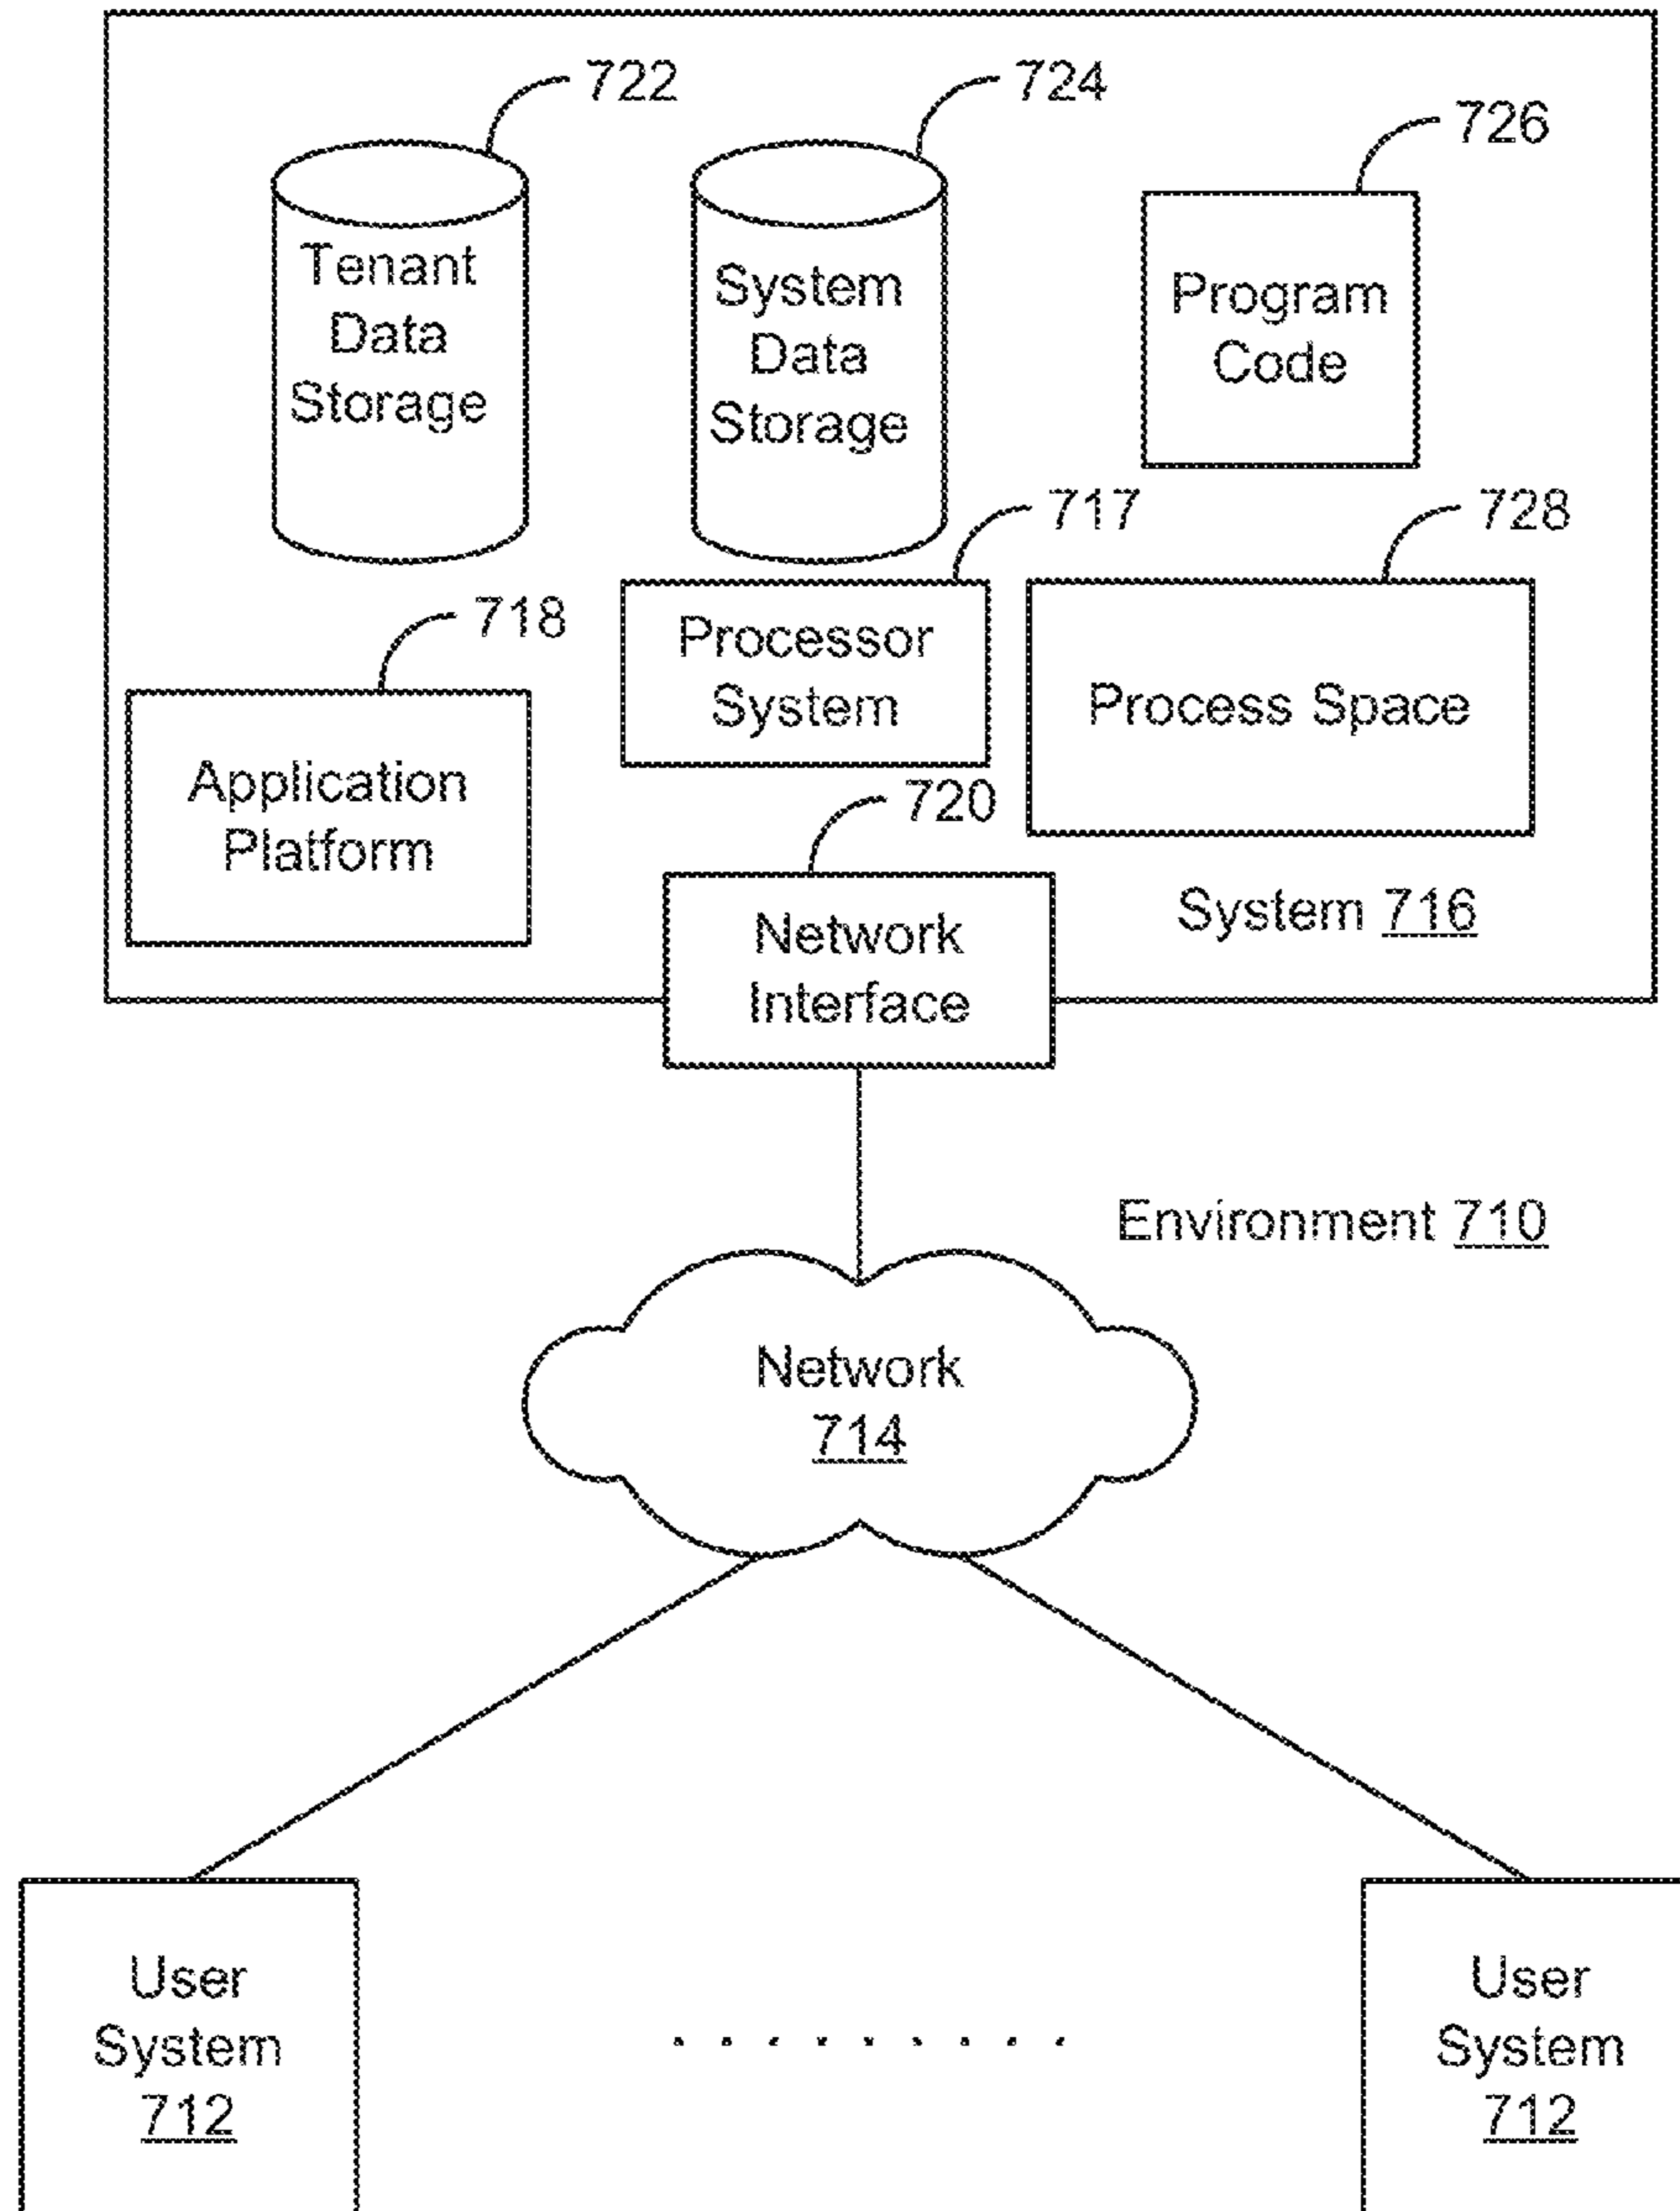 722
724
726
Tenant
Data
Storage
System
Data
Storage
Program
Code
717
728
718
Processor
System
Process Space
Application
Platform
720
Network
Interface
System 716
Environment 710
Network
714
User
System
712
User
System
712